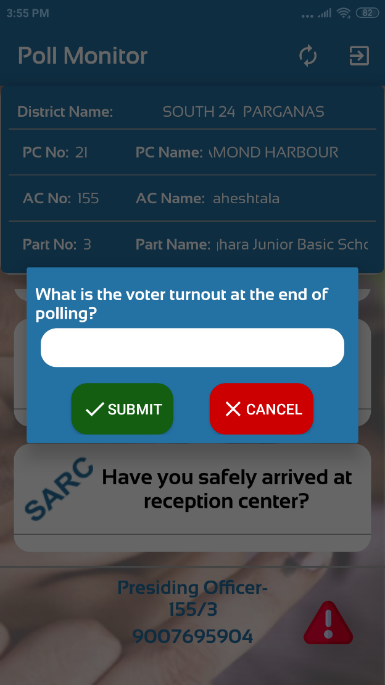 3:55 PM
82
Poll Monitor
District Name: SOUTH 24 PARGANAS
PC No: 21 PC Name: MOND HARBOUR
AC No: 155 AC Name: aheshtala
Part No: 3 Part Name: hara Junior Basic Scho
What is the voter turnout at the end of
polling?
SUBMIT CANCEL
SARC
Have you safely arrived at
reception center?
Presiding Officer-
155/3
9007695904